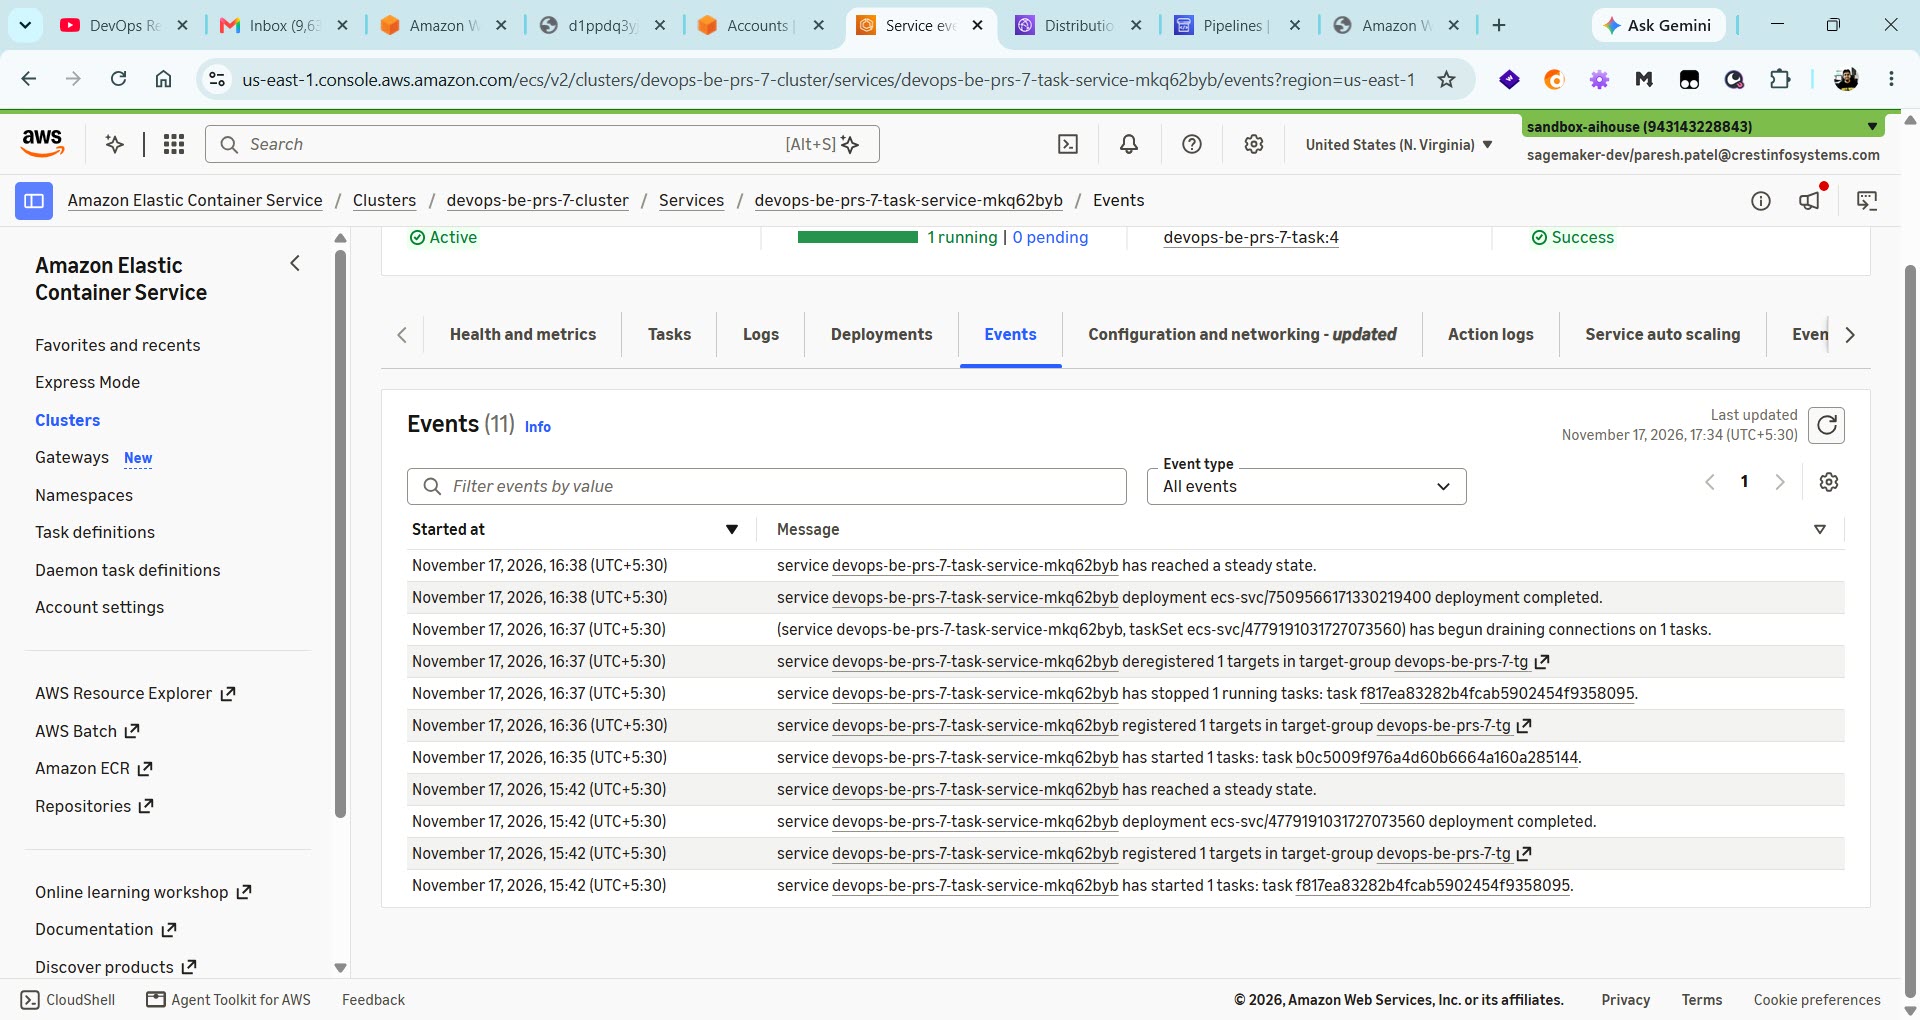 DevOps Re
Inbox (9,63
Amazon W
d1ppdq3yj
Accounts |
Service eve
Distributio
Pipelines |
Amazon W
Ask Gemini
us-east-1.console.aws.amazon.com/ecs/v2/clusters/devops-be-prs-7-cluster/services/devops-be-prs-7-task-service-mkq62byb/events?region=us-east-1
aws
Search
[Alt+S]
United States (N. Virginia)
sandbox-aihouse (943143228843)
sagemaker-dev/paresh.patel@crestinfosystems.com
Amazon Elastic Container Service / Clusters / devops-be-prs-7-cluster / Services / devops-be-prs-7-task-service-mkq62byb / Events
Amazon Elastic
Container Service
Favorites and recents
Express Mode
Clusters
Gateways New
Namespaces
Task definitions
Daemon task definitions
Account settings
AWS Resource Explorer
AWS Batch
Amazon ECR
Repositories
Online learning workshop
Documentation
Discover products
Active
1 running | 0 pending
devops-be-prs-7-task:4
Success
Health and metrics
Tasks
Logs
Deployments
Events
Configuration and networking - updated
Action logs
Service auto scaling
Even
Events (11) Info
Last updated
November 17, 2026, 17:34 (UTC+5:30)
Filter events by value
Event type
All events
1
Started at
Message
November 17, 2026, 16:38 (UTC+5:30) service devops-be-prs-7-task-service-mkq62byb has reached a steady state.
November 17, 2026, 16:38 (UTC+5:30) service devops-be-prs-7-task-service-mkq62byb deployment ecs-svc/7509566171330219400 deployment completed.
November 17, 2026, 16:37 (UTC+5:30) (service devops-be-prs-7-task-service-mkq62byb, taskSet ecs-svc/4779191031727073560) has begun draining connections on 1 tasks.
November 17, 2026, 16:37 (UTC+5:30) service devops-be-prs-7-task-service-mkq62byb deregistered 1 targets in target-group devops-be-prs-7-tg
November 17, 2026, 16:37 (UTC+5:30) service devops-be-prs-7-task-service-mkq62byb has stopped 1 running tasks: task f817ea83282b4fcab5902454f9358095.
November 17, 2026, 16:36 (UTC+5:30) service devops-be-prs-7-task-service-mkq62byb registered 1 targets in target-group devops-be-prs-7-tg
November 17, 2026, 16:35 (UTC+5:30) service devops-be-prs-7-task-service-mkq62byb has started 1 tasks: task b0c5009f976a4d60b6664a160a285144.
November 17, 2026, 15:42 (UTC+5:30) service devops-be-prs-7-task-service-mkq62byb has reached a steady state.
November 17, 2026, 15:42 (UTC+5:30) service devops-be-prs-7-task-service-mkq62byb deployment ecs-svc/4779191031727073560 deployment completed.
November 17, 2026, 15:42 (UTC+5:30) service devops-be-prs-7-task-service-mkq62byb registered 1 targets in target-group devops-be-prs-7-tg
November 17, 2026, 15:42 (UTC+5:30) service devops-be-prs-7-task-service-mkq62byb has started 1 tasks: task f817ea83282b4fcab5902454f9358095.
CloudShell
Agent Toolkit for AWS
Feedback
© 2026, Amazon Web Services, Inc. or its affiliates.
Privacy
Terms
Cookie preferences